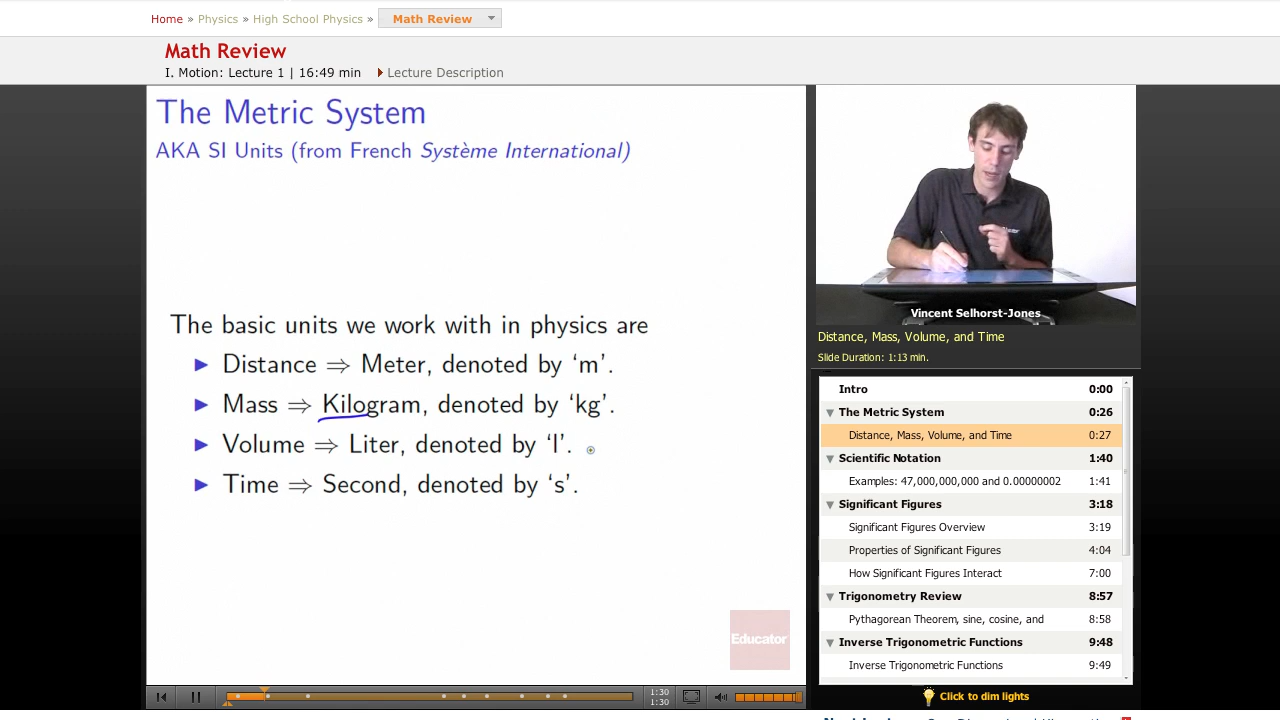 Home » Physics » High School Physics » Math Review
Math Review
I. Motion: Lecture 1 | 16:49 min Lecture Description
The Metric System
AKA SI Units (from French Système International)
The basic units we work with in physics are
Distance ⇒ Meter, denoted by ‘m’.
Mass ⇒ Kilogram, denoted by ‘kg’.
Volume ⇒ Liter, denoted by ‘l’.
Time ⇒ Second, denoted by ‘s’.
Educator
1:30
1:30
Vincent Selhorst-Jones
Distance, Mass, Volume, and Time
Slide Duration: 1:13 min.
Intro 0:00
The Metric System 0:26
Distance, Mass, Volume, and Time 0:27
Scientific Notation 1:40
Examples: 47,000,000,000 and 0.00000002 1:41
Significant Figures 3:18
Significant Figures Overview 3:19
Properties of Significant Figures 4:04
How Significant Figures Interact 7:00
Trigonometry Review 8:57
Pythagorean Theorem, sine, cosine, and 8:58
Inverse Trigonometric Functions 9:48
Inverse Trigonometric Functions 9:49
Click to dim lights